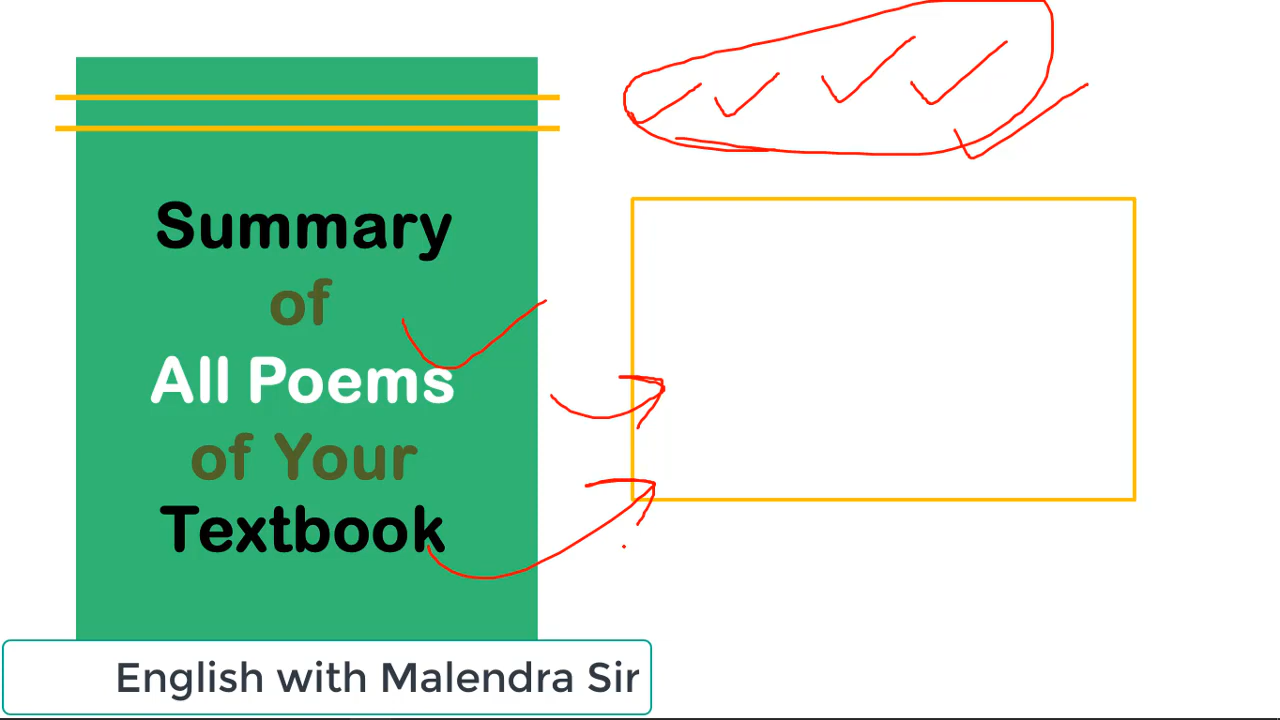 Summary
of
All Poems
of Your
Textbook
English with Malendra Sir